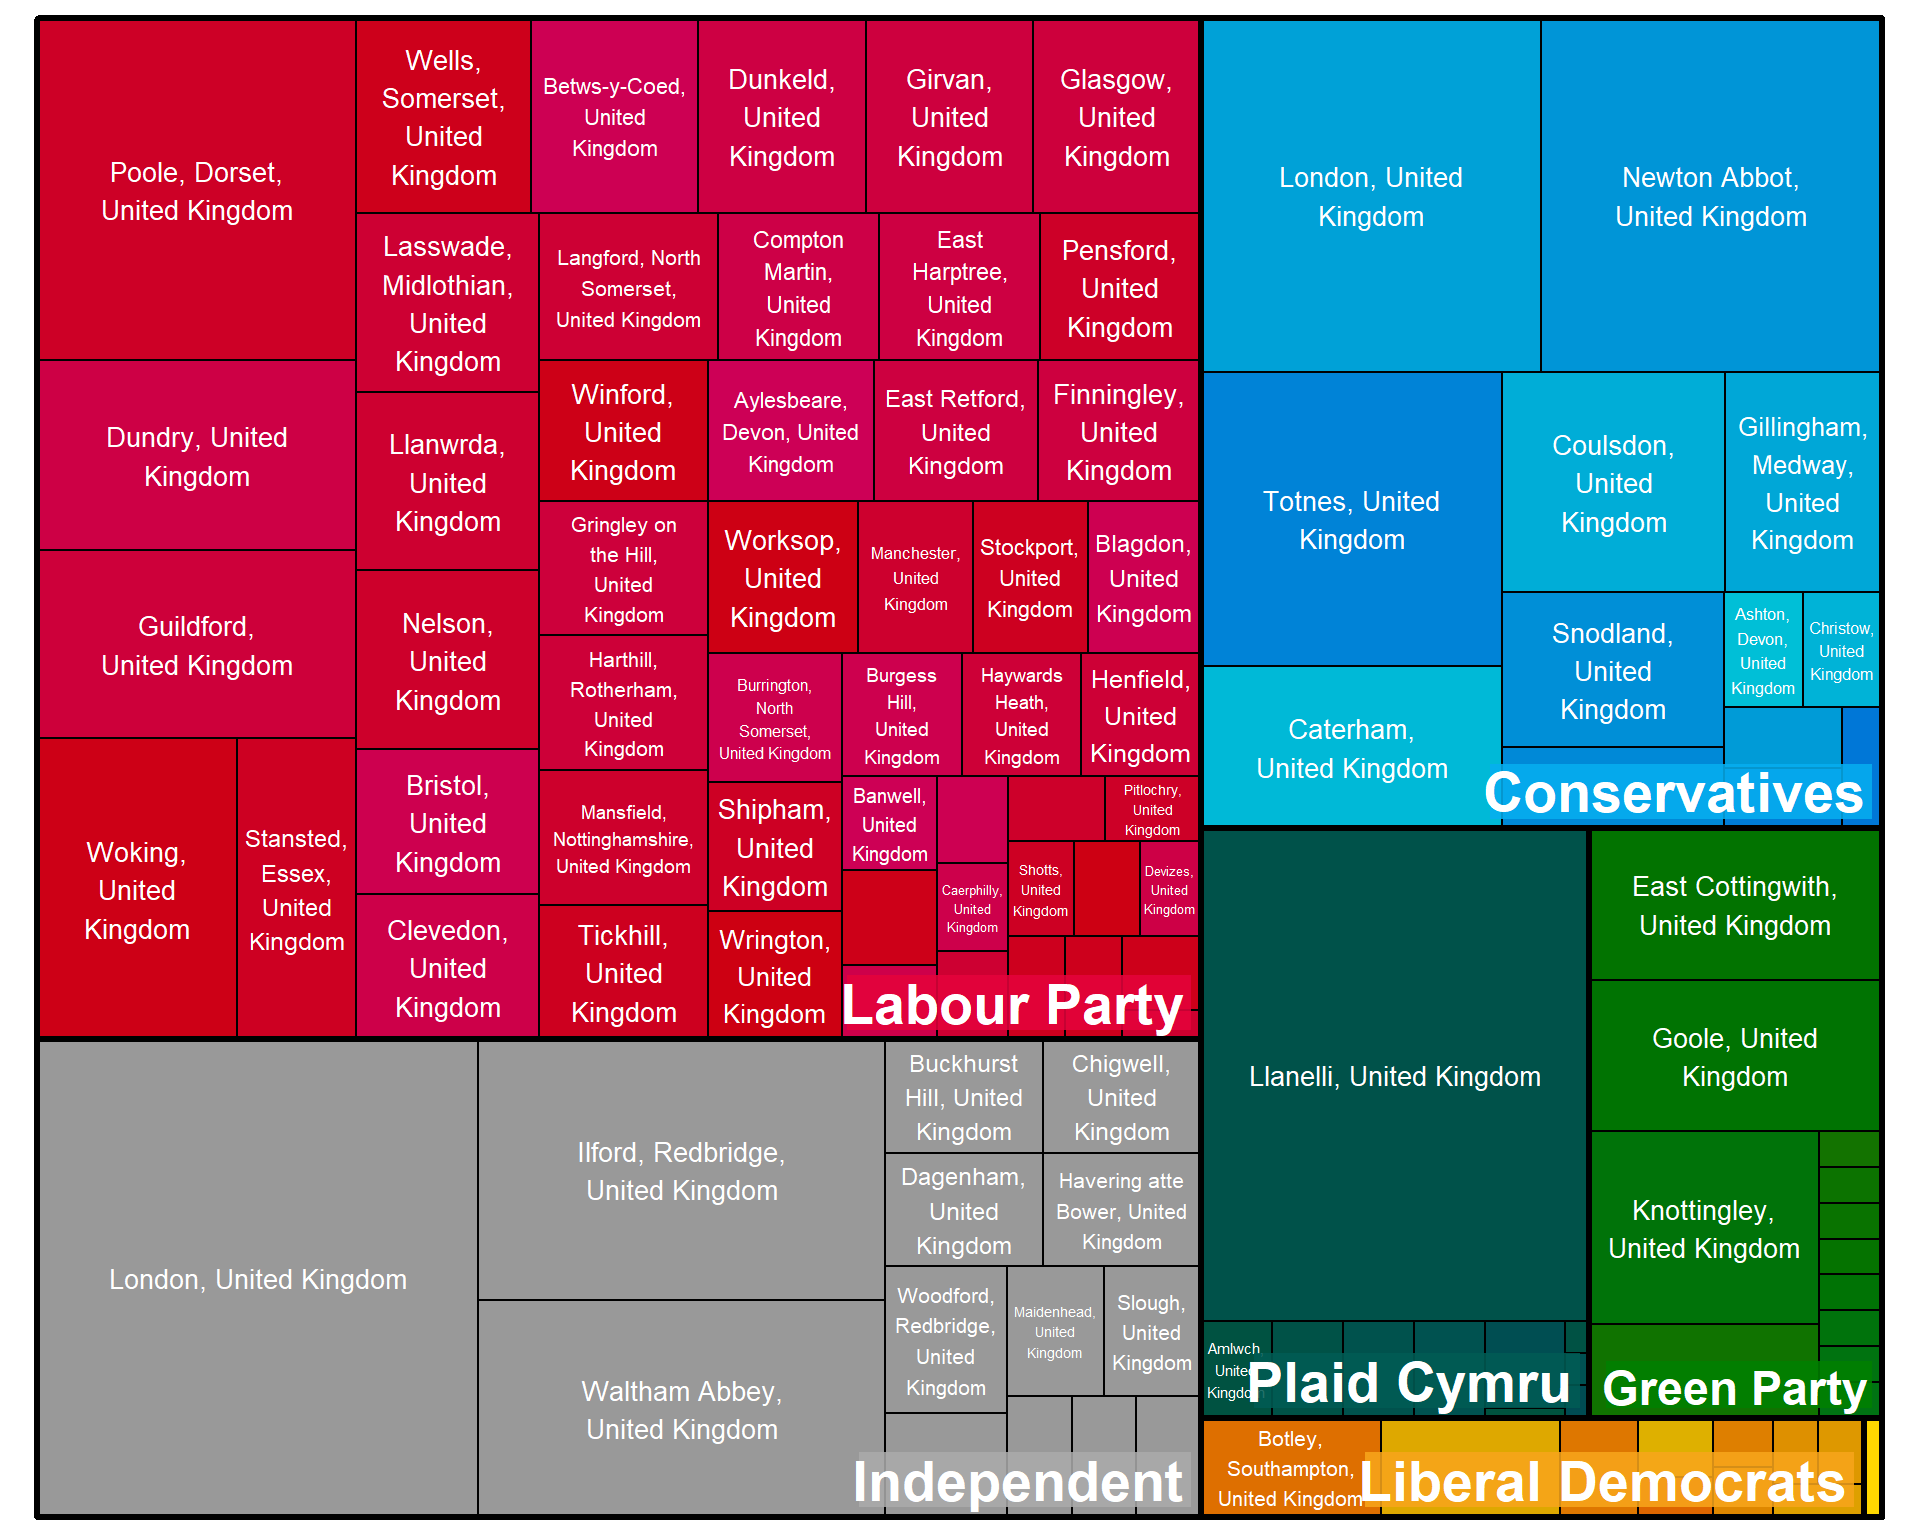 Poole, Dorset,
United Kingdom
Dundry, United
Kingdom
Guildford,
United Kingdom
Woking,
United
Kingdom
Stansted,
Essex,
United
Kingdom
Wells,
Somerset,
United
Kingdom
Lasswade,
Midlothian,
United
Kingdom
Llanwrda,
United
Kingdom
Nelson,
United
Kingdom
Bristol,
United
Kingdom
Clevedon,
United
Kingdom
Betws-y-Coed,
United
Kingdom
Dunkeld,
United
Kingdom
Girvan,
United
Kingdom
Glasgow,
United
Kingdom
Langford, North
Somerset,
United Kingdom
Compton
Martin,
United
Kingdom
East
Harptree,
United
Kingdom
Pensford,
United
Kingdom
Winford,
United
Kingdom
Aylesbeare,
Devon, United
Kingdom
East Retford,
United
Kingdom
Finningley,
United
Kingdom
Gringley on
the Hill,
United
Kingdom
Harthill,
Rotherham,
United
Kingdom
Mansfield,
Nottinghamshire,
United Kingdom
Tickhill,
United
Kingdom
Worksop,
United
Kingdom
Manchester,
United
Kingdom
Stockport,
United
Kingdom
Blagdon,
United
Kingdom
Burrington,
North
Somerset,
United Kingdom
Burgess
Hill,
United
Kingdom
Haywards
Heath,
United
Kingdom
Henfield,
United
Kingdom
Shipham,
United
Kingdom
Wrington,
United
Kingdom
Banwell,
United
Kingdom
Caerphilly,
United
Kingdom
Pitlochry,
United
Kingdom
Shotts,
United
Kingdom
Devizes,
United
Kingdom
Labour Party
London, United
Kingdom
Newton Abbot,
United Kingdom
Totnes, United
Kingdom
Caterham,
United Kingdom
Coulsdon,
United
Kingdom
Gillingham,
Medway,
United
Kingdom
Snodland,
United
Kingdom
Ashton,
Devon,
United
Kingdom
Christow,
United
Kingdom
Conservatives
London, United Kingdom
Ilford, Redbridge,
United Kingdom
Waltham Abbey,
United Kingdom
Buckhurst
Hill, United
Kingdom
Chigwell,
United
Kingdom
Dagenham,
United
Kingdom
Havering atte
Bower, United
Kingdom
Woodford,
Redbridge,
United
Kingdom
Maidenhead,
United
Kingdom
Slough,
United
Kingdom
Independent
Llanelli, United Kingdom
Amlwch,
United
Kingdom
Plaid Cymru
East Cottingwith,
United Kingdom
Goole, United
Kingdom
Knottingley,
United Kingdom
Green Party
Botley,
Southampton,
United Kingdom
Liberal Democrats